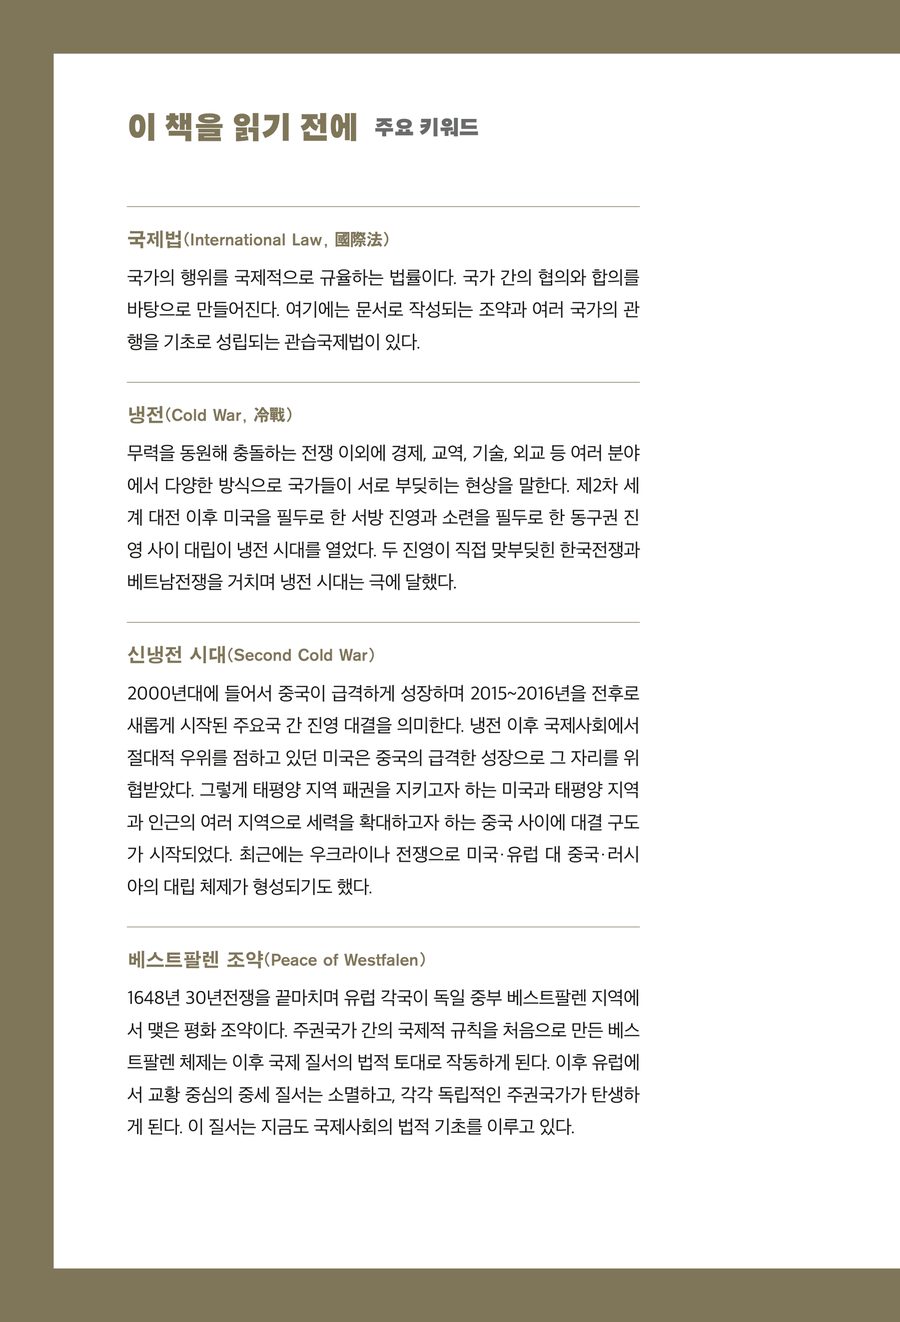 이 책을 읽기 전에 주요 키워드
국제법(International Law, 國際法)
국가의 행위를 국제적으로 규율하는 법률이다. 국가 간의 협의와 합의를
바탕으로 만들어진다. 여기에는 문서로 작성되는 조약과 여러 국가의 관
행을 기초로 성립되는 관습국제법이 있다.
냉전(Cold War, 冷戰)
무력을 동원해 충돌하는 전쟁 이외에 경제, 교역, 기술, 외교 등 여러 분야
에서 다양한 방식으로 국가들이 서로 부딪히는 현상을 말한다. 제2차 세
계 대전 이후 미국을 필두로 한 서방 진영과 소련을 필두로 한 동구권 진
영 사이 대립이 냉전 시대를 열었다. 두 진영이 직접 맞부딪힌 한국전쟁과
베트남전쟁을 거치며 냉전 시대는 극에 달했다.
신냉전 시대(Second Cold War)
2000년대에 들어서 중국이 급격하게 성장하며 2015~2016년을 전후로
새롭게 시작된 주요국 간 진영 대결을 의미한다. 냉전 이후 국제사회에서
절대적 우위를 점하고 있던 미국은 중국의 급격한 성장으로 그 자리를 위
협받았다. 그렇게 태평양 지역 패권을 지키고자 하는 미국과 태평양 지역
과 인근의 여러 지역으로 세력을 확대하고자 하는 중국 사이에 대결 구도
가 시작되었다. 최근에는 우크라이나 전쟁으로 미국·유럽 대 중국·러시
아의 대립 체제가 형성되기도 했다.
베스트팔렌 조약(Peace of Westfalen)
1648년 30년전쟁을 끝마치며 유럽 각국이 독일 중부 베스트팔렌 지역에
서 맺은 평화 조약이다. 주권국가 간의 국제적 규칙을 처음으로 만든 베스
트팔렌 체제는 이후 국제 질서의 법적 토대로 작동하게 된다. 이후 유럽에
서 교황 중심의 중세 질서는 소멸하고, 각각 독립적인 주권국가가 탄생하
게 된다. 이 질서는 지금도 국제사회의 법적 기초를 이루고 있다.